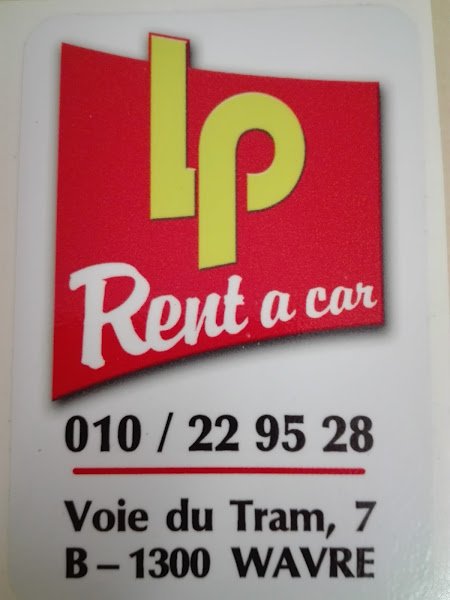 LP
Rent a car
010 / 22 95 28
Voie du Tram, 7
B – 1300 WAVRE